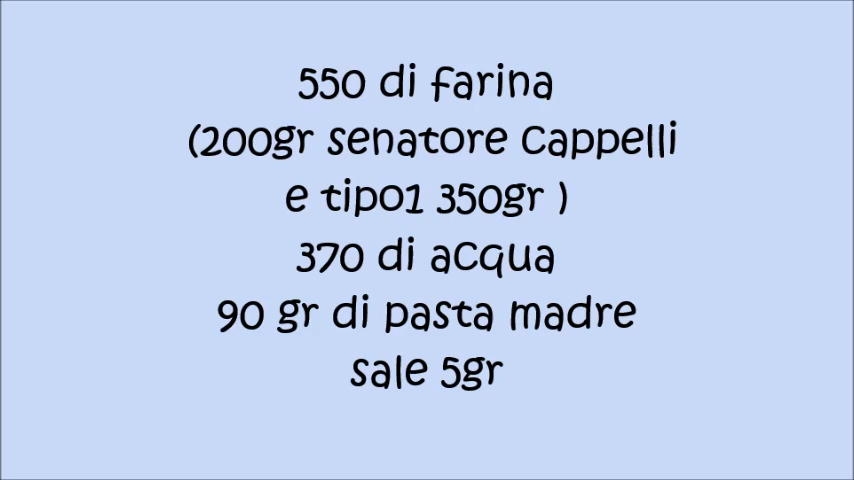 550 di farina
(200gr senatore cappelli
e tipo1 350gr )
370 di acqua
90 gr di pasta madre
sale 5gr